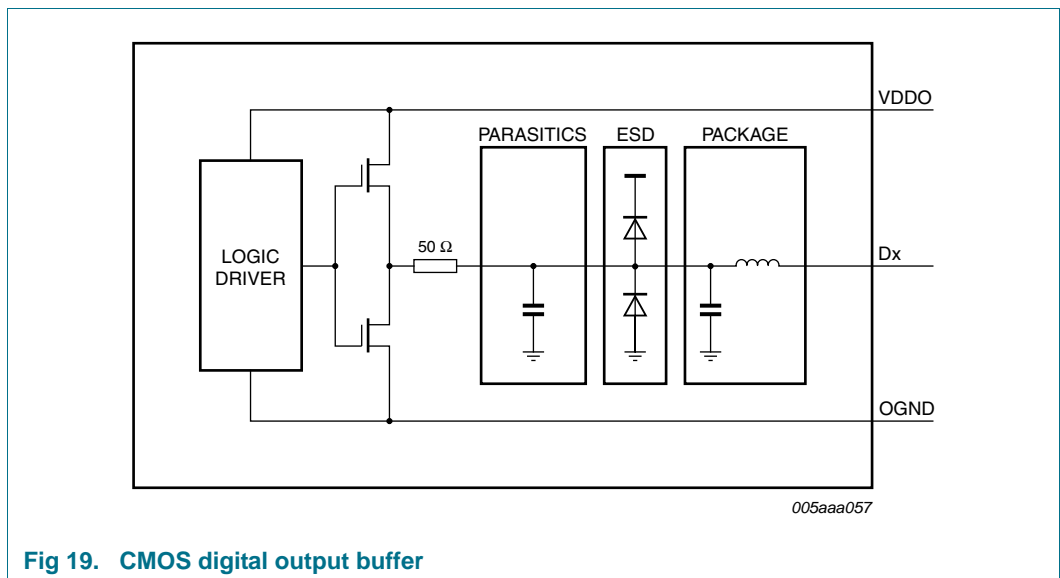 VDDO
PARASITICS ESD PACKAGE
50 Ω
LOGIC
DRIVER
Dx
OGND
005aaa057
Fig 19. CMOS digital output buffer